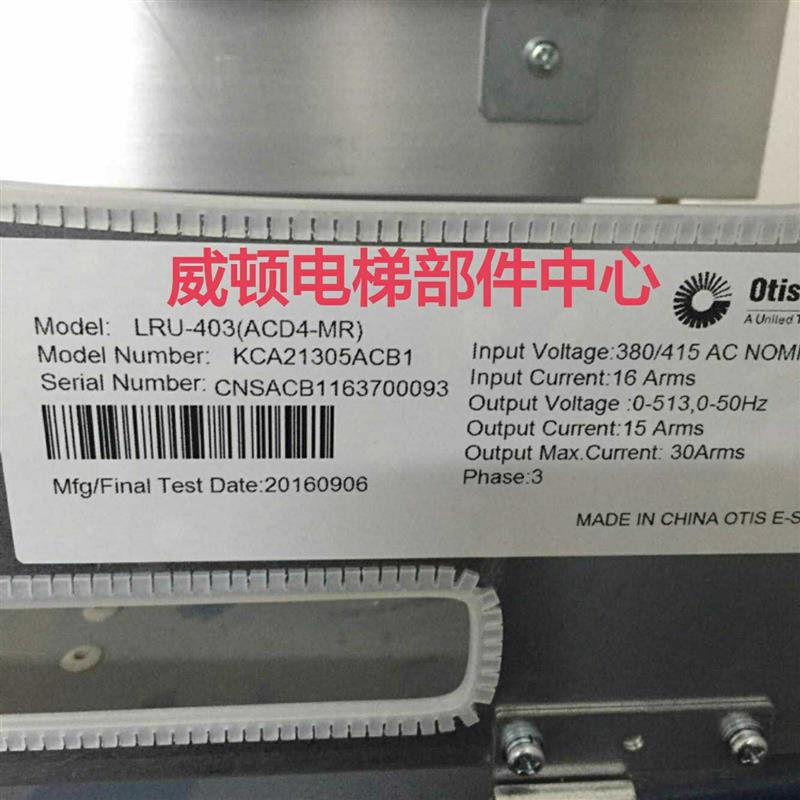 威顿电梯部件中心
Otis
A United T
Model: LRU-403(ACD4-MR)
Model Number: KCA21305ACB1
Serial Number: CNSACB1163700093
Mfg/Final Test Date:20160906
Input Voltage:380/415 AC NOMI
Input Current:16 Arms
Output Voltage :0-513,0-50Hz
Output Current:15 Arms
Output Max.Current: 30Arms
Phase:3
MADE IN CHINA OTIS E-S